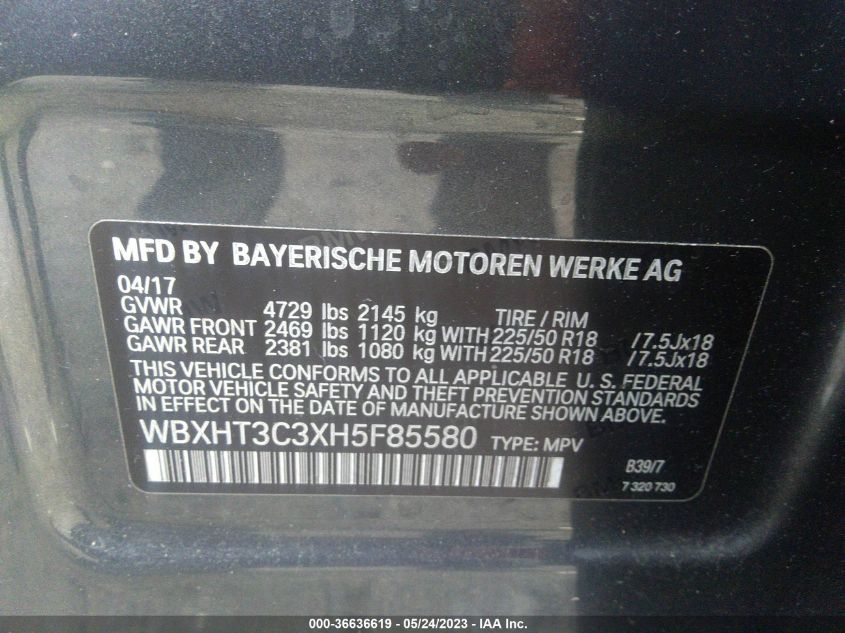 MFD BY BAYERISCHE MOTOREN WERKE AG
04/17
GVWR 4729 lbs 2145 kg TIRE / RIM
GAWR FRONT 2469 lbs 1120 kg WITH 225/50 R18 /7.5Jx18
GAWR REAR 2381 lbs 1080 kg WITH 225/50 R18 /7.5Jx18
THIS VEHICLE CONFORMS TO ALL APPLICABLE U. S. FEDERAL
MOTOR VEHICLE SAFETY AND THEFT PREVENTION STANDARDS
IN EFFECT ON THE DATE OF MANUFACTURE SHOWN ABOVE.
WBXHT3C3XH5F85580 TYPE: MPV
B39/7
7 320 730
000-36636619 - 05/24/2023 - IAA Inc.